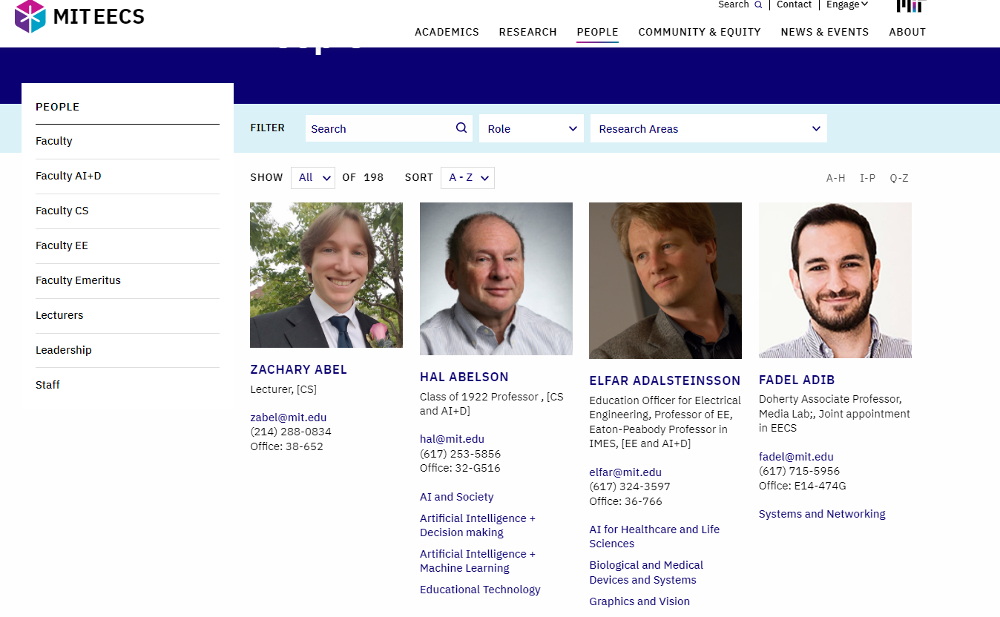 MIT EECS
Search
Contact
Engage
MIT
ACADEMICS
RESEARCH
PEOPLE
COMMUNITY & EQUITY
NEWS & EVENTS
ABOUT
PEOPLE
Faculty
Faculty AI+D
Faculty CS
Faculty EE
Faculty Emeritus
Lecturers
Leadership
Staff
FILTER
Search
Role
Research Areas
SHOW All OF 198 SORT A - Z
A-H I-P Q-Z
ZACHARY ABEL
Lecturer, [CS]
zabel@mit.edu
(214) 288-0834
Office: 38-652
HAL ABELSON
Class of 1922 Professor , [CS
and AI+D]
hal@mit.edu
(617) 253-5856
Office: 32-G516
AI and Society
Artificial Intelligence +
Decision making
Artificial Intelligence +
Machine Learning
Educational Technology
ELFAR ADALSTEINSSON
Education Officer for Electrical
Engineering, Professor of EE,
Eaton-Peabody Professor in
IMES, [EE and AI+D]
elfar@mit.edu
(617) 324-3597
Office: 36-766
AI for Healthcare and Life
Sciences
Biological and Medical
Devices and Systems
Graphics and Vision
FADEL ADIB
Doherty Associate Professor,
Media Lab;, Joint appointment
in EECS
fadel@mit.edu
(617) 715-5956
Office: E14-474G
Systems and Networking